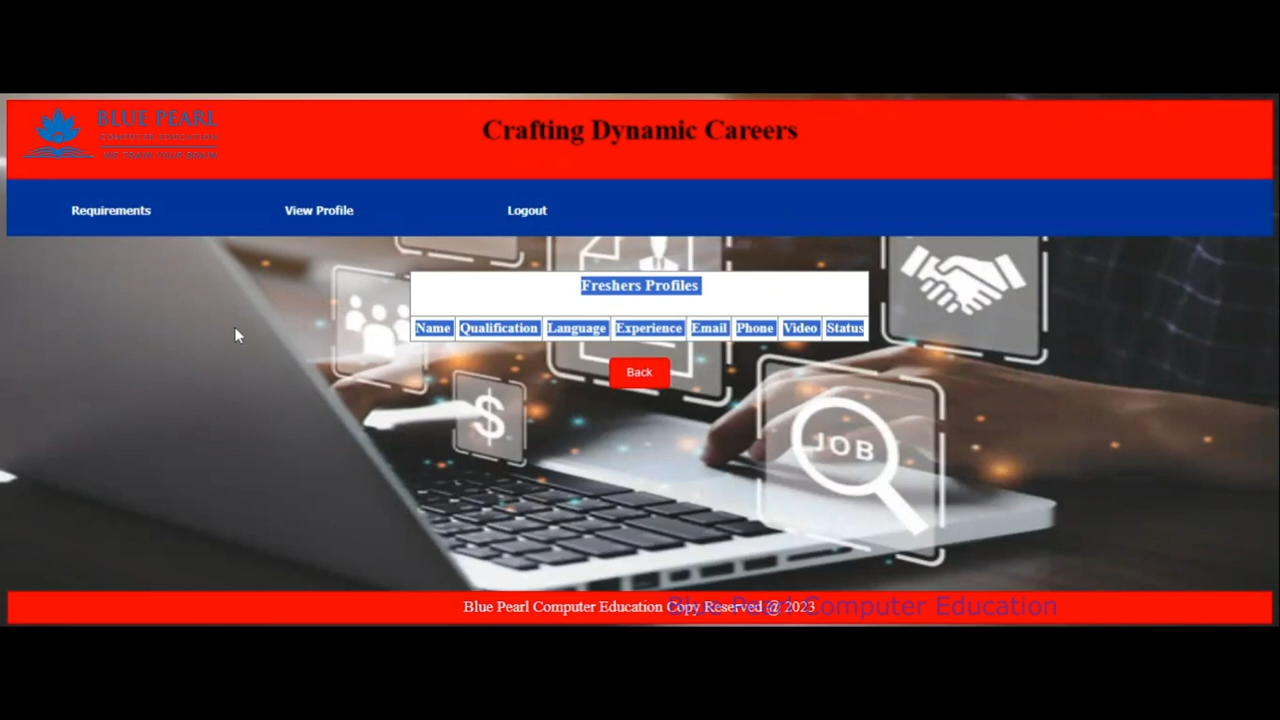 BLUE PEARL
COMPUTER EDUCATION
WE TRAIN YOUR BRAIN
Crafting Dynamic Careers
Requirements View Profile Logout
Freshers Profiles
Name Qualification Language Experience Email Phone Video Status
Back
$
JOB
Blue Pearl Computer Education Copy Reserved @ 2023
Blue Pearl Computer Education